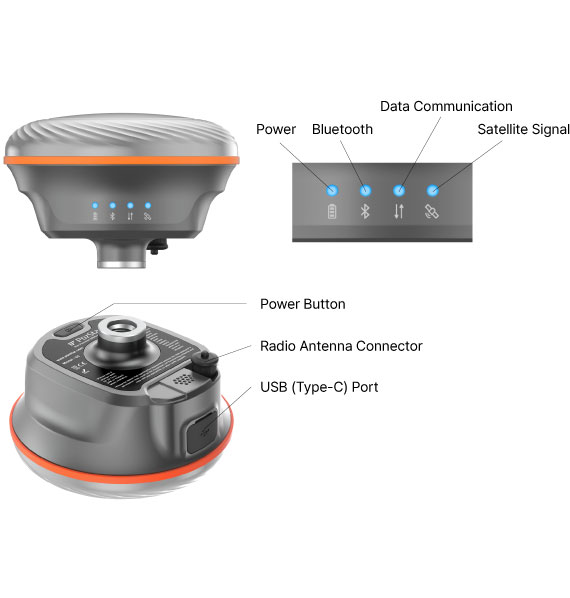 Data Communication
Power
Bluetooth
Satellite Signal
Power Button
Radio Antenna Connector
USB (Type-C) Port